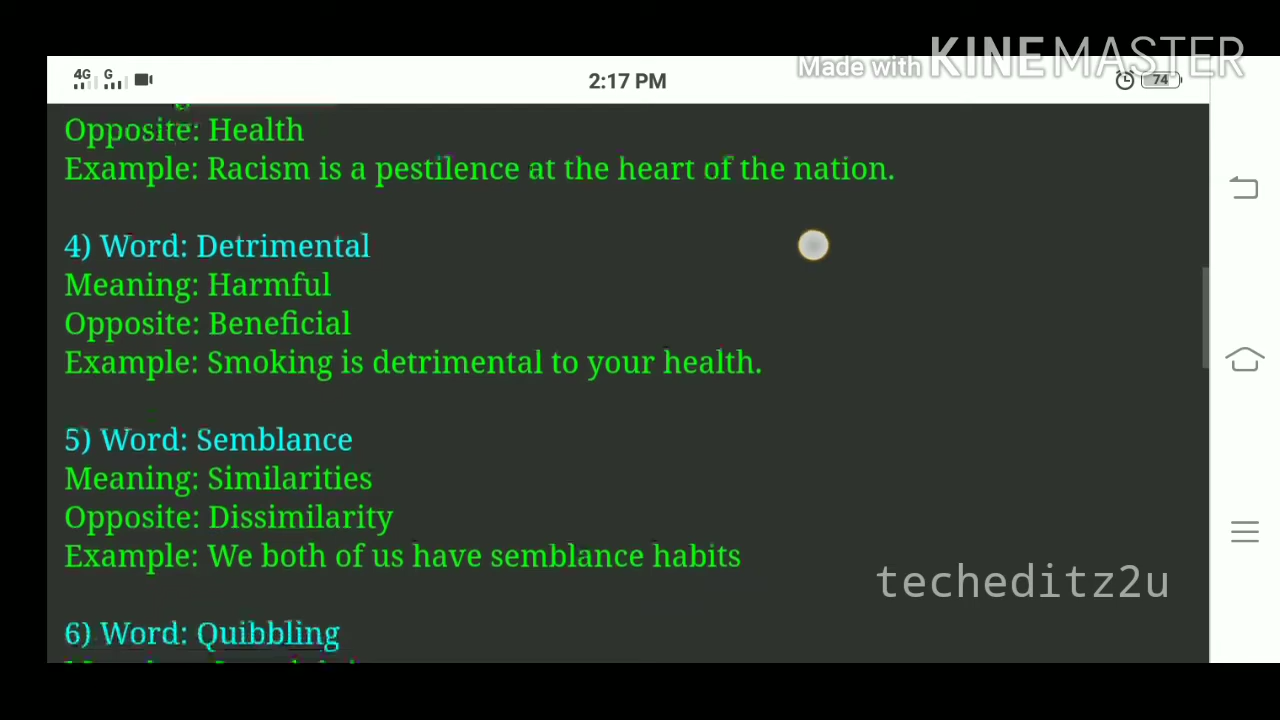 Made with KINEMASTER
4G G 2:17 PM 74
Opposite: Health
Example: Racism is a pestilence at the heart of the nation.
4) Word: Detrimental
Meaning: Harmful
Opposite: Beneficial
Example: Smoking is detrimental to your health.
5) Word: Semblance
Meaning: Similarities
Opposite: Dissimilarity
Example: We both of us have semblance habits
techeditz2u
6) Word: Quibbling